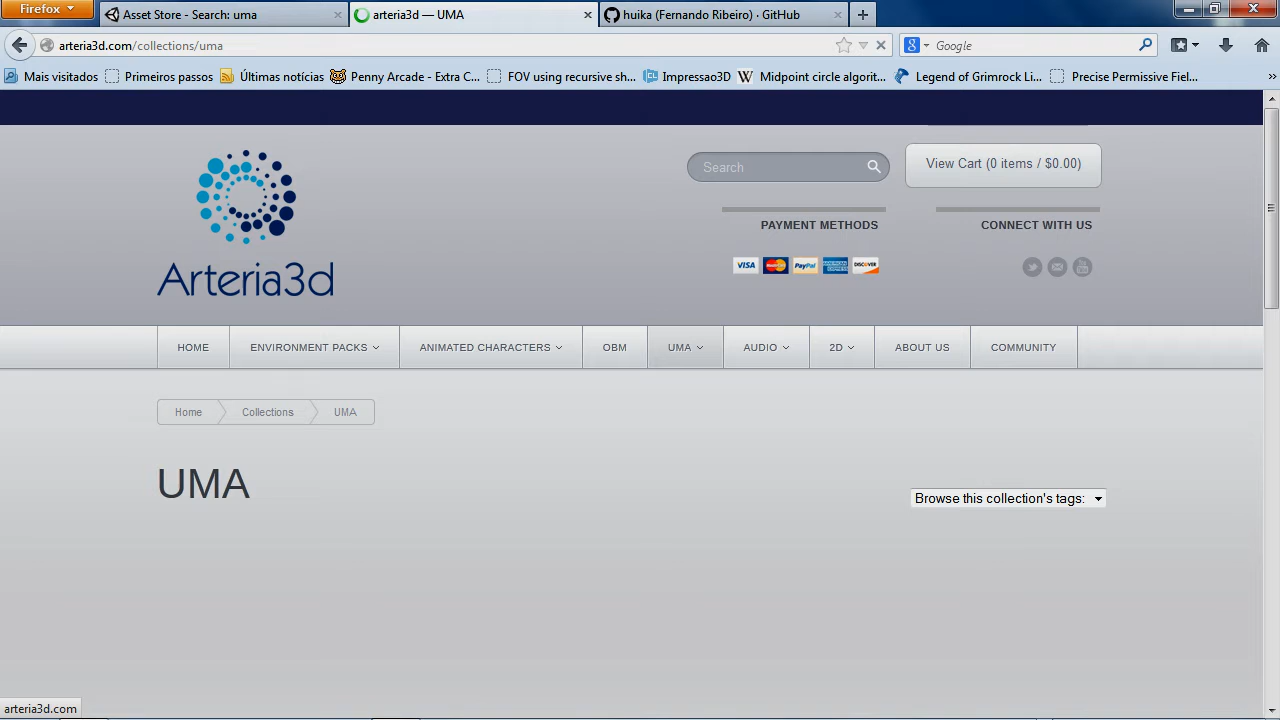 Firefox
Asset Store - Search: uma
arteria3d — UMA
huika (Fernando Ribeiro) · GitHub
arteria3d.com/collections/uma
Google
Mais visitados
Primeiros passos
Últimas notícias
Penny Arcade - Extra C...
FOV using recursive sh...
Impresso3D
Midpoint circle algorit...
Legend of Grimrock Li...
Precise Permissive Fiel...
Search
View Cart (0 items / $0.00)
PAYMENT METHODS
CONNECT WITH US
VISA
MasterCard
PayPal
AMERICAN EXPRESS
DISCOVER
Arteria3d
HOME
ENVIRONMENT PACKS
ANIMATED CHARACTERS
OBM
UMA
AUDIO
2D
ABOUT US
COMMUNITY
Home
Collections
UMA
UMA
Browse this collection's tags:
arteria3d.com